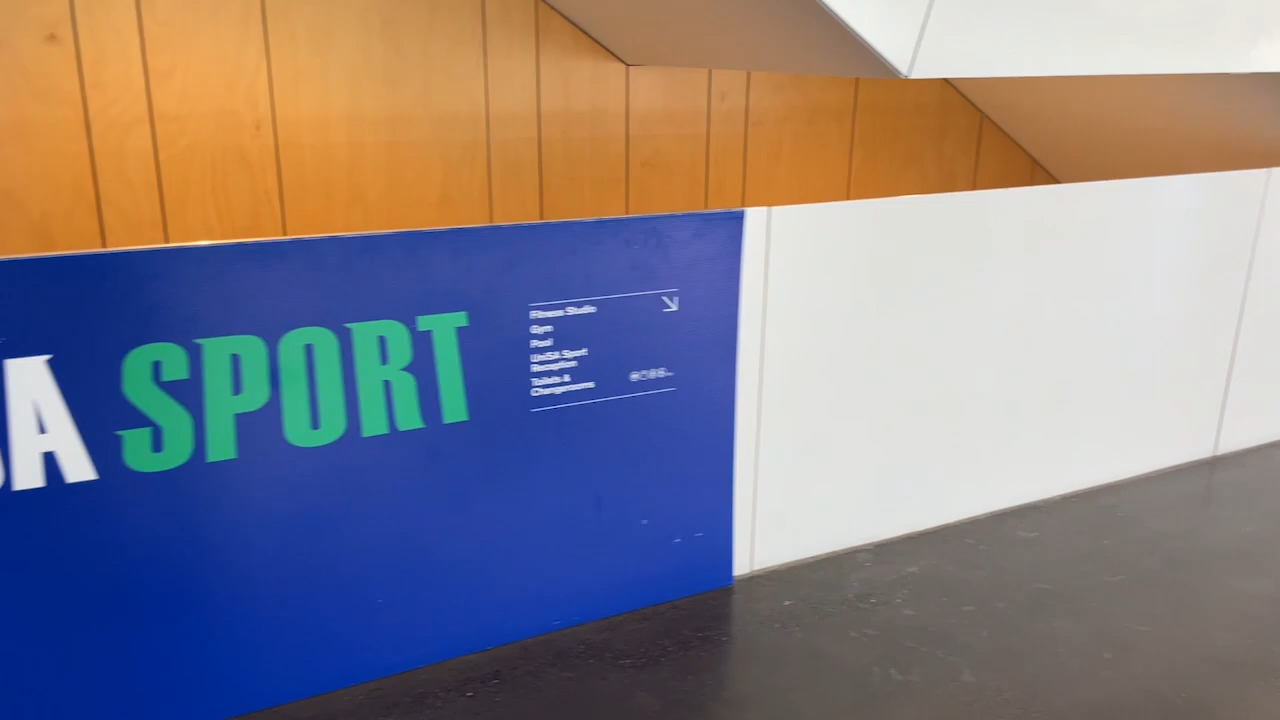 A SPORT
Fitness Studio
Gym
Pool
UniSA Sport
Reception
Toilets &
Changerooms